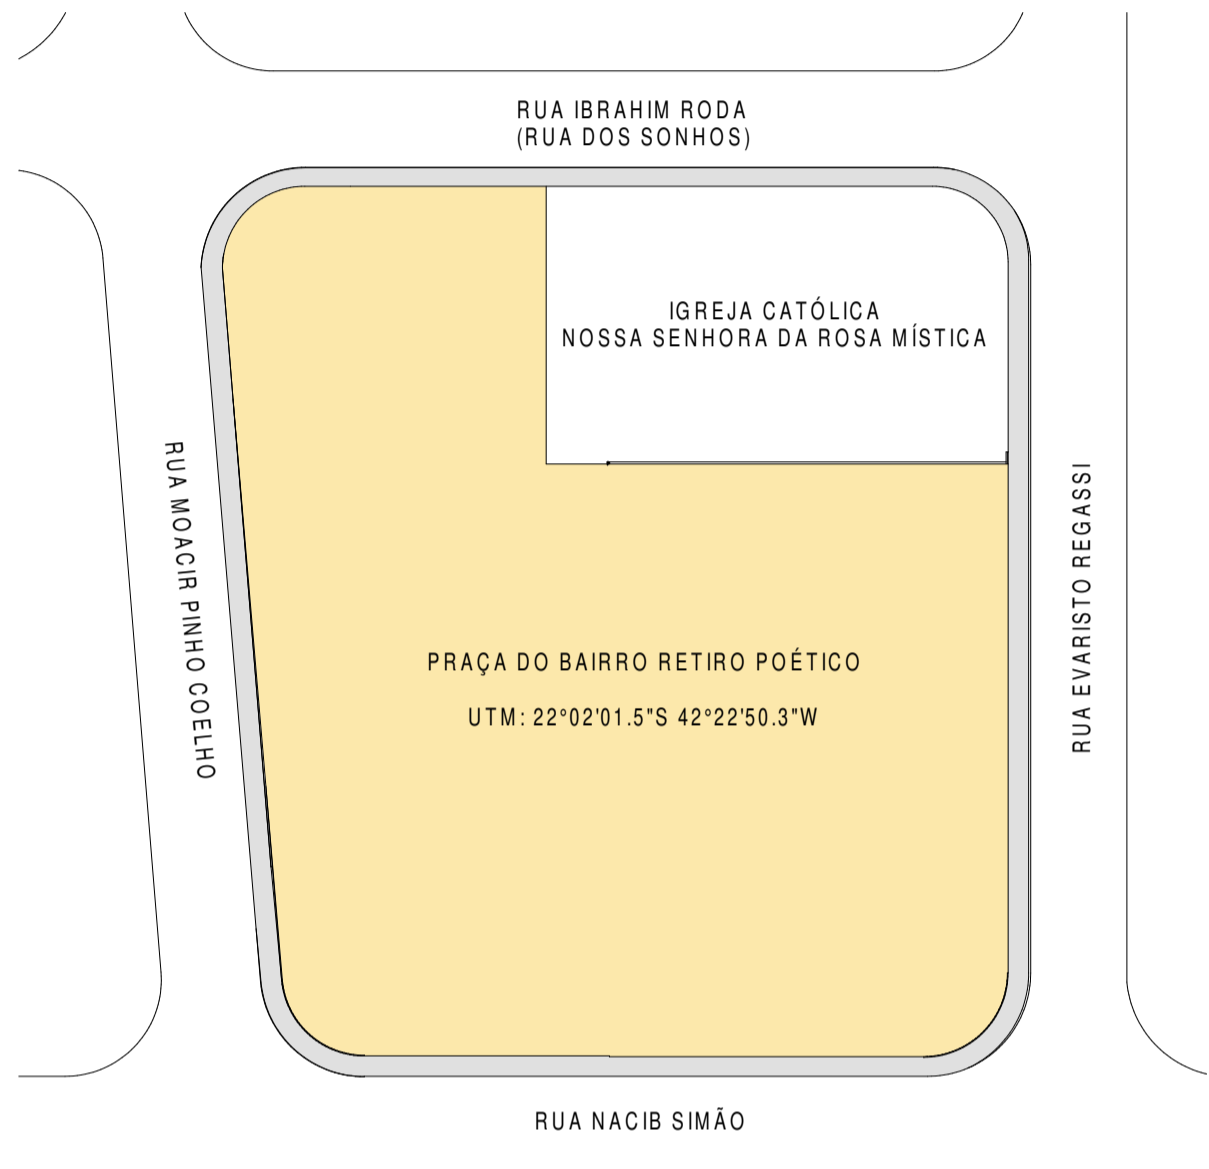 RUA IBRAHIM RODA
(RUA DOS SONHOS)
IGREJA CATÓLICA
NOSSA SENHORA DA ROSA MÍSTICA
RUA MOACIR PINHO COELHO
RUA EVARISTO REGASSI
PRAÇA DO BAIRRO RETIRO POÉTICO
UTM: 22°02'01.5"S 42°22'50.3"W
RUA NACIB SIMÃO